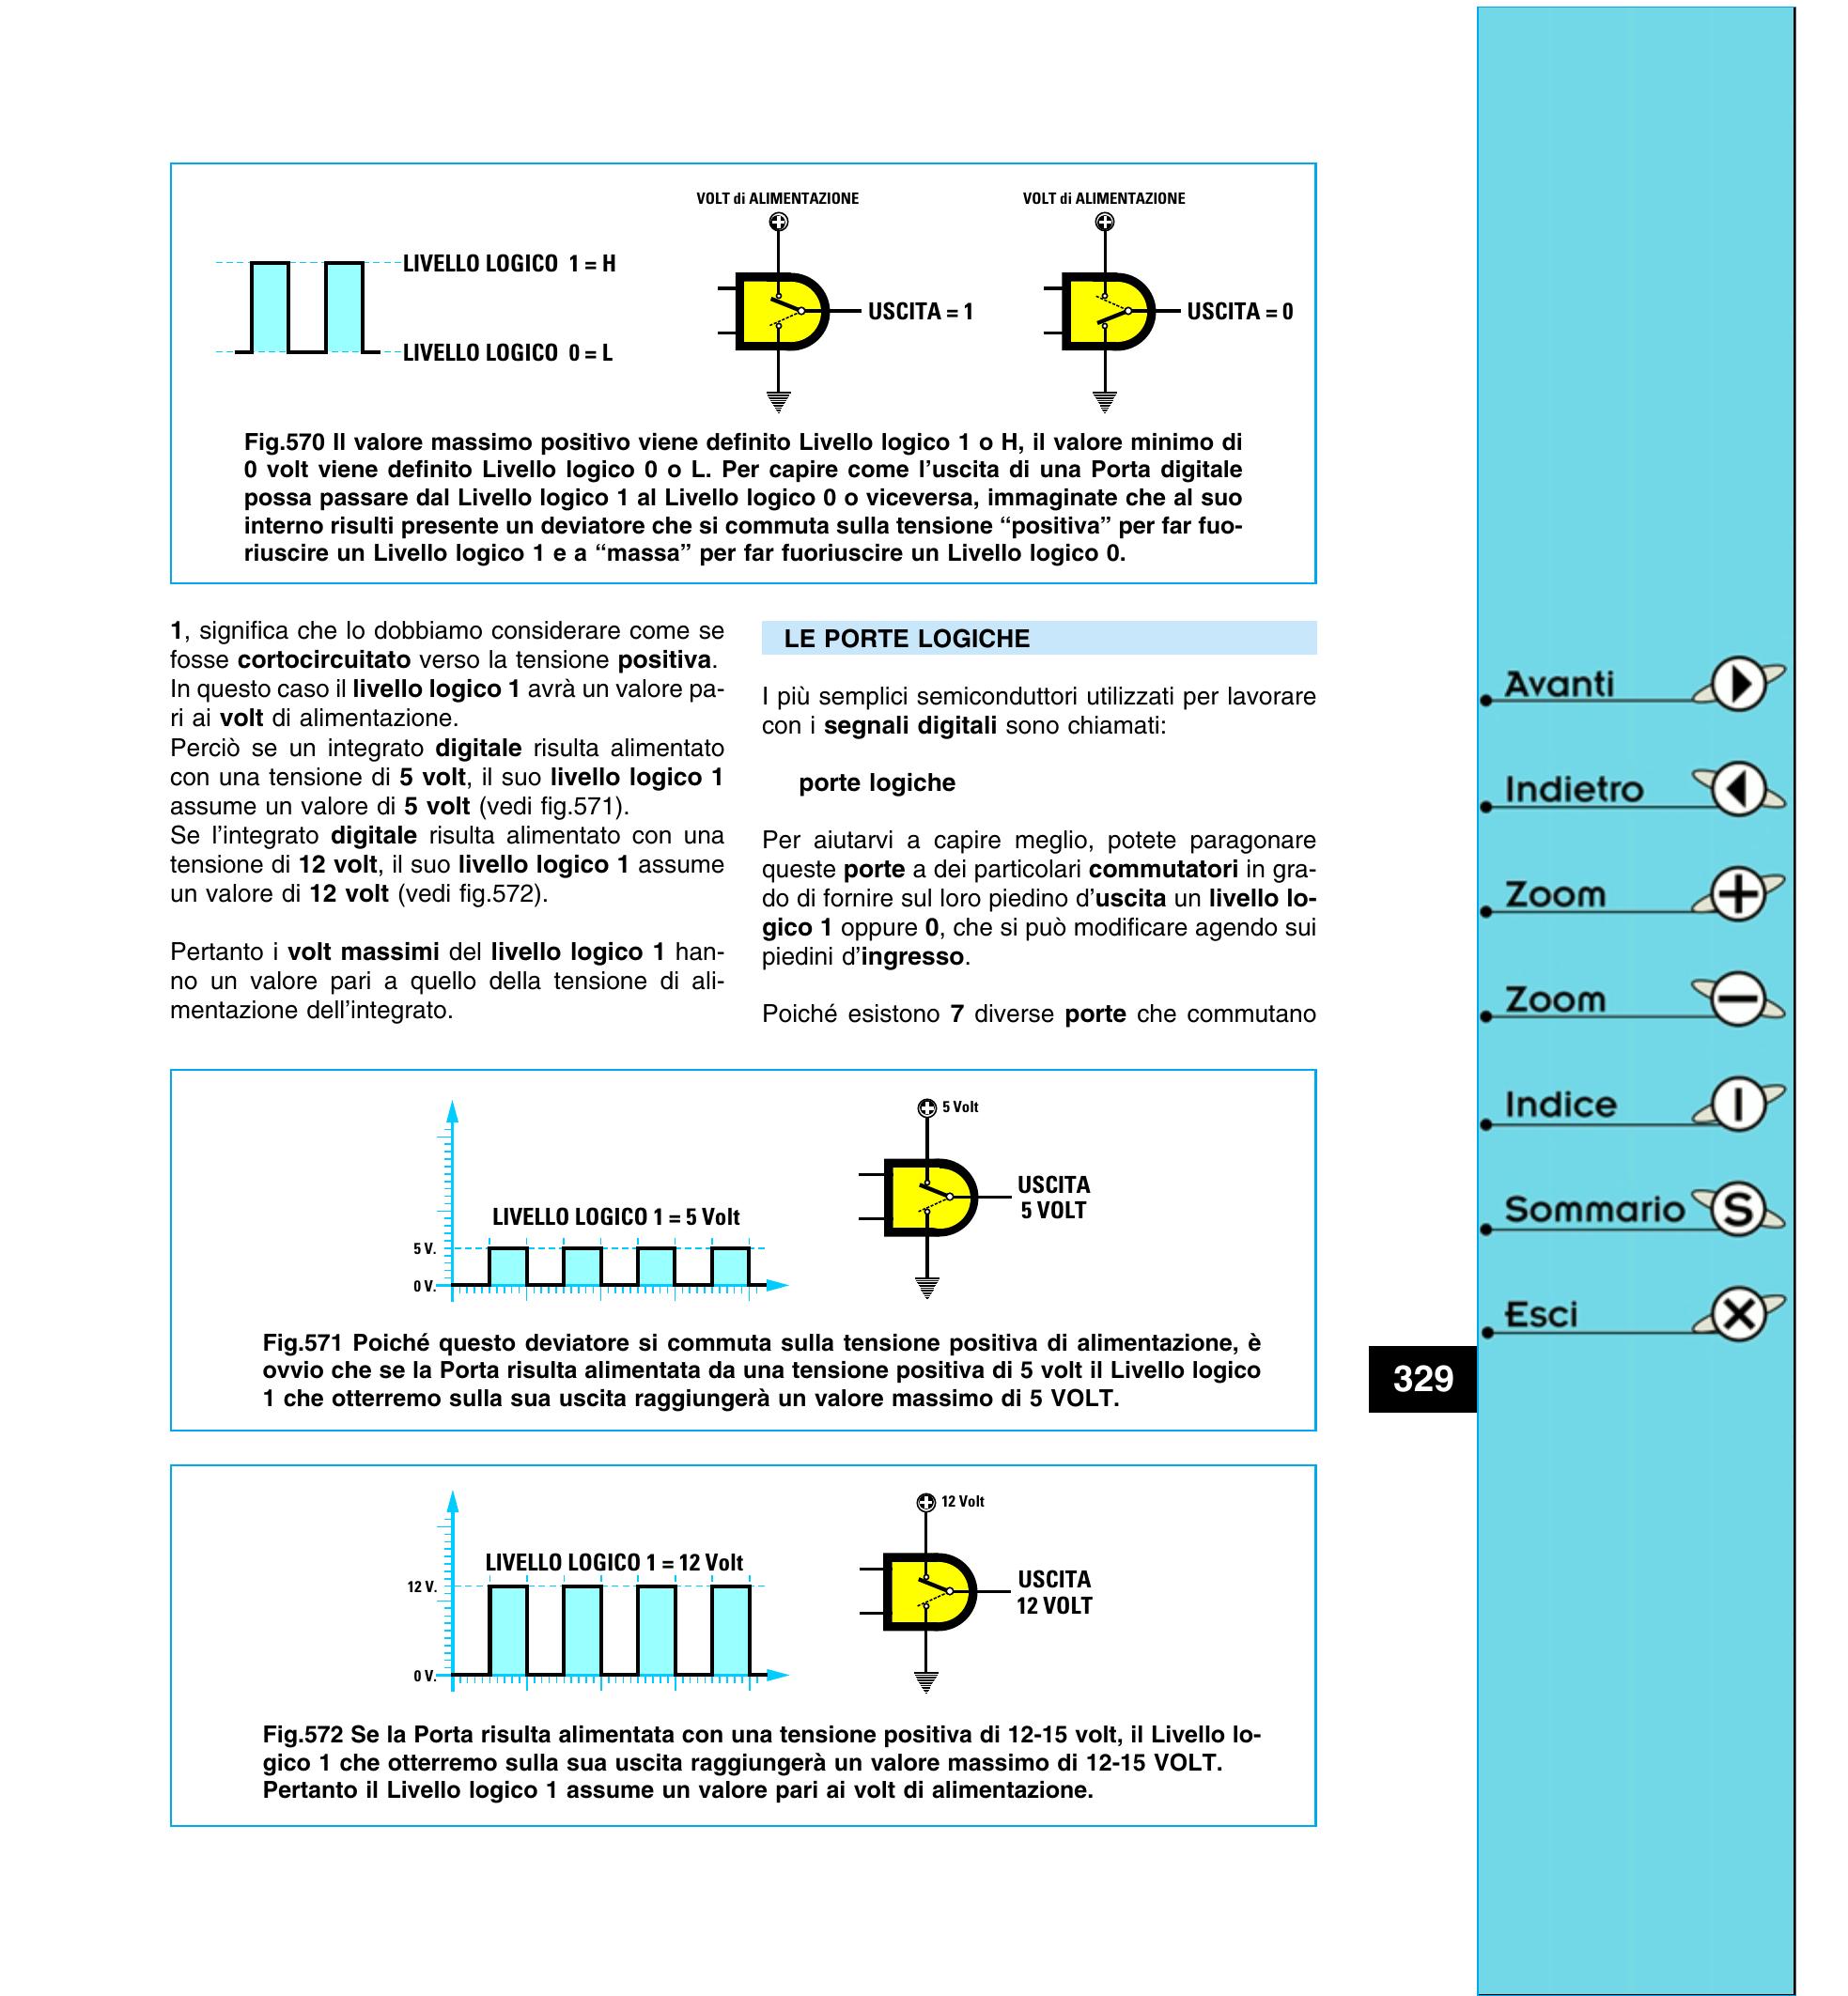 VOLT di ALIMENTAZIONE
VOLT di ALIMENTAZIONE
LIVELLO LOGICO 1 = H
USCITA = 1
USCITA = 0
LIVELLO LOGICO 0 = L
Fig.570 Il valore massimo positivo viene definito Livello logico 1 o H, il valore minimo di
0 volt viene definito Livello logico 0 o L. Per capire come l'uscita di una Porta digitale
possa passare dal Livello logico 1 al Livello logico 0 o viceversa, immaginate che al suo
interno risulti presente un deviatore che si commuta sulla tensione “positiva” per far fuo-
riuscire un Livello logico 1 e a “massa” per far fuoriuscire un Livello logico 0.
1, significa che lo dobbiamo considerare come se
fosse cortocircuitato verso la tensione positiva.
In questo caso il livello logico 1 avrà un valore pa-
ri ai volt di alimentazione.
Perciò se un integrato digitale risulta alimentato
con una tensione di 5 volt, il suo livello logico 1
assume un valore di 5 volt (vedi fig.571).
Se l'integrato digitale risulta alimentato con una
tensione di 12 volt, il suo livello logico 1 assume
un valore di 12 volt (vedi fig.572).
Pertanto i volt massimi del livello logico 1 han-
no un valore pari a quello della tensione di ali-
mentazione dell'integrato.
LE PORTE LOGICHE
I più semplici semiconduttori utilizzati per lavorare
con i segnali digitali sono chiamati:
porte logiche
Per aiutarvi a capire meglio, potete paragonare
queste porte a dei particolari commutatori in gra-
do di fornire sul loro piedino d'uscita un livello lo-
gico 1 oppure 0, che si può modificare agendo sui
piedini d'ingresso.
Poiché esistono 7 diverse porte che commutano
5 Volt
LIVELLO LOGICO 1 = 5 Volt
USCITA
5 VOLT
5 V.
0 V.
Fig.571 Poiché questo deviatore si commuta sulla tensione positiva di alimentazione, è
ovvio che se la Porta risulta alimentata da una tensione positiva di 5 volt il Livello logico
1 che otterremo sulla sua uscita raggiungerà un valore massimo di 5 VOLT.
12 Volt
LIVELLO LOGICO 1 = 12 Volt
USCITA
12 VOLT
12 V.
0 V.
Fig.572 Se la Porta risulta alimentata con una tensione positiva di 12-15 volt, il Livello lo-
gico 1 che otterremo sulla sua uscita raggiungerà un valore massimo di 12-15 VOLT.
Pertanto il Livello logico 1 assume un valore pari ai volt di alimentazione.
329
Avanti
Indietro
Zoom
Zoom
Indice
I
Sommario
S
Esci